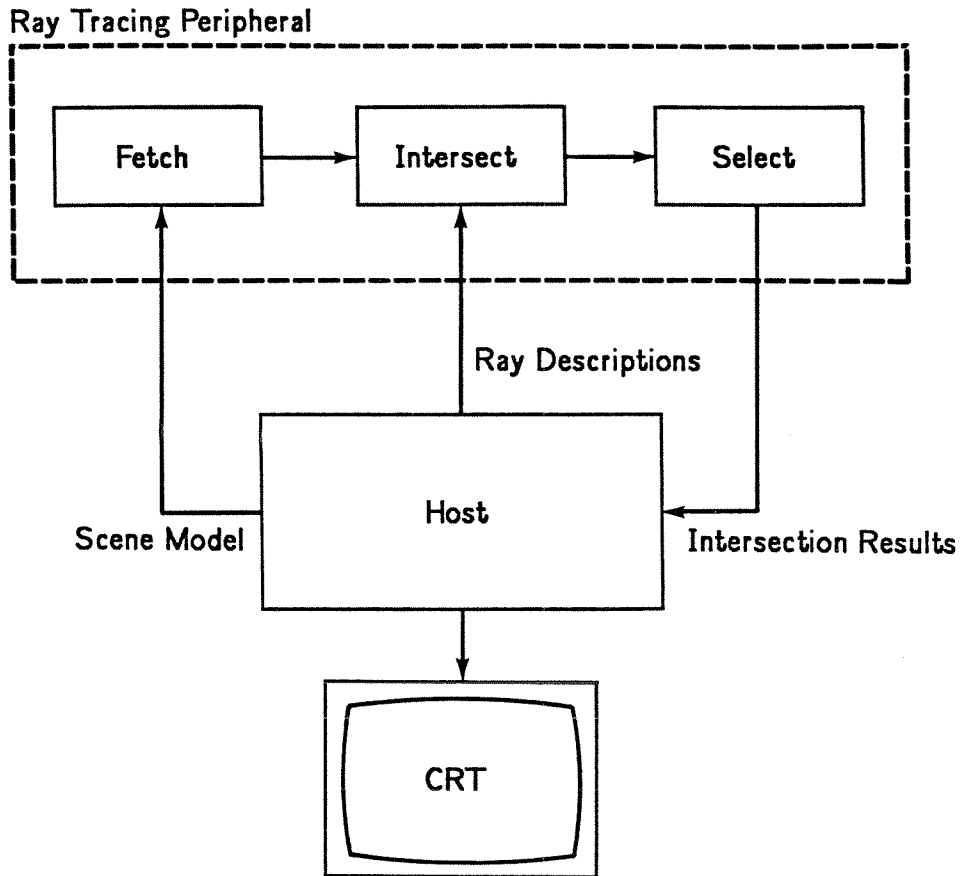 Ray Tracing Peripheral
Fetch
Intersect
Select
Ray Descriptions
Host
Scene Model
Intersection Results
CRT